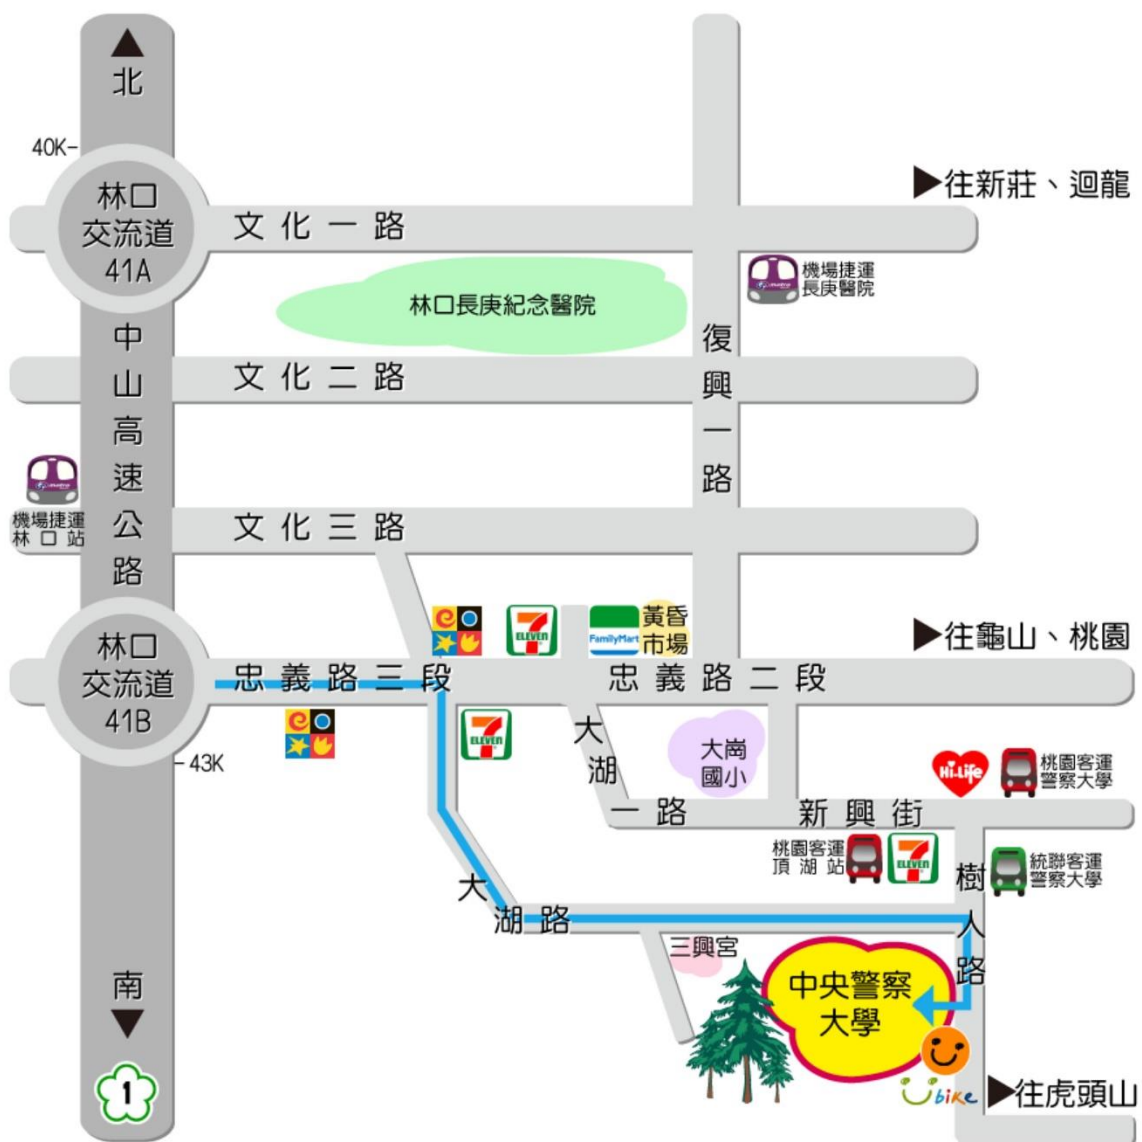 北
40K-
林口
交流道
41A
中山高速公路
文化一路
▶往新莊、迴龍
機場捷運
長庚醫院
林口長庚紀念醫院
復興一路
文化二路
機場捷運
林口站
文化三路
7
ELEVEN
FamilyMart
黃昏
市場
▶往龜山、桃園
林口
交流道
41B
忠義路三段
忠義路二段
-43K
7
ELEVEN
大湖一路
大崗
國小
Hi-Life
桃園客運
警察大學
新興街
桃園客運
頂湖站
7
ELEVEN
樹人路
統聯客運
警察大學
大湖路
三興宮
中央警察
大學
南
1
Ubike
▶往虎頭山